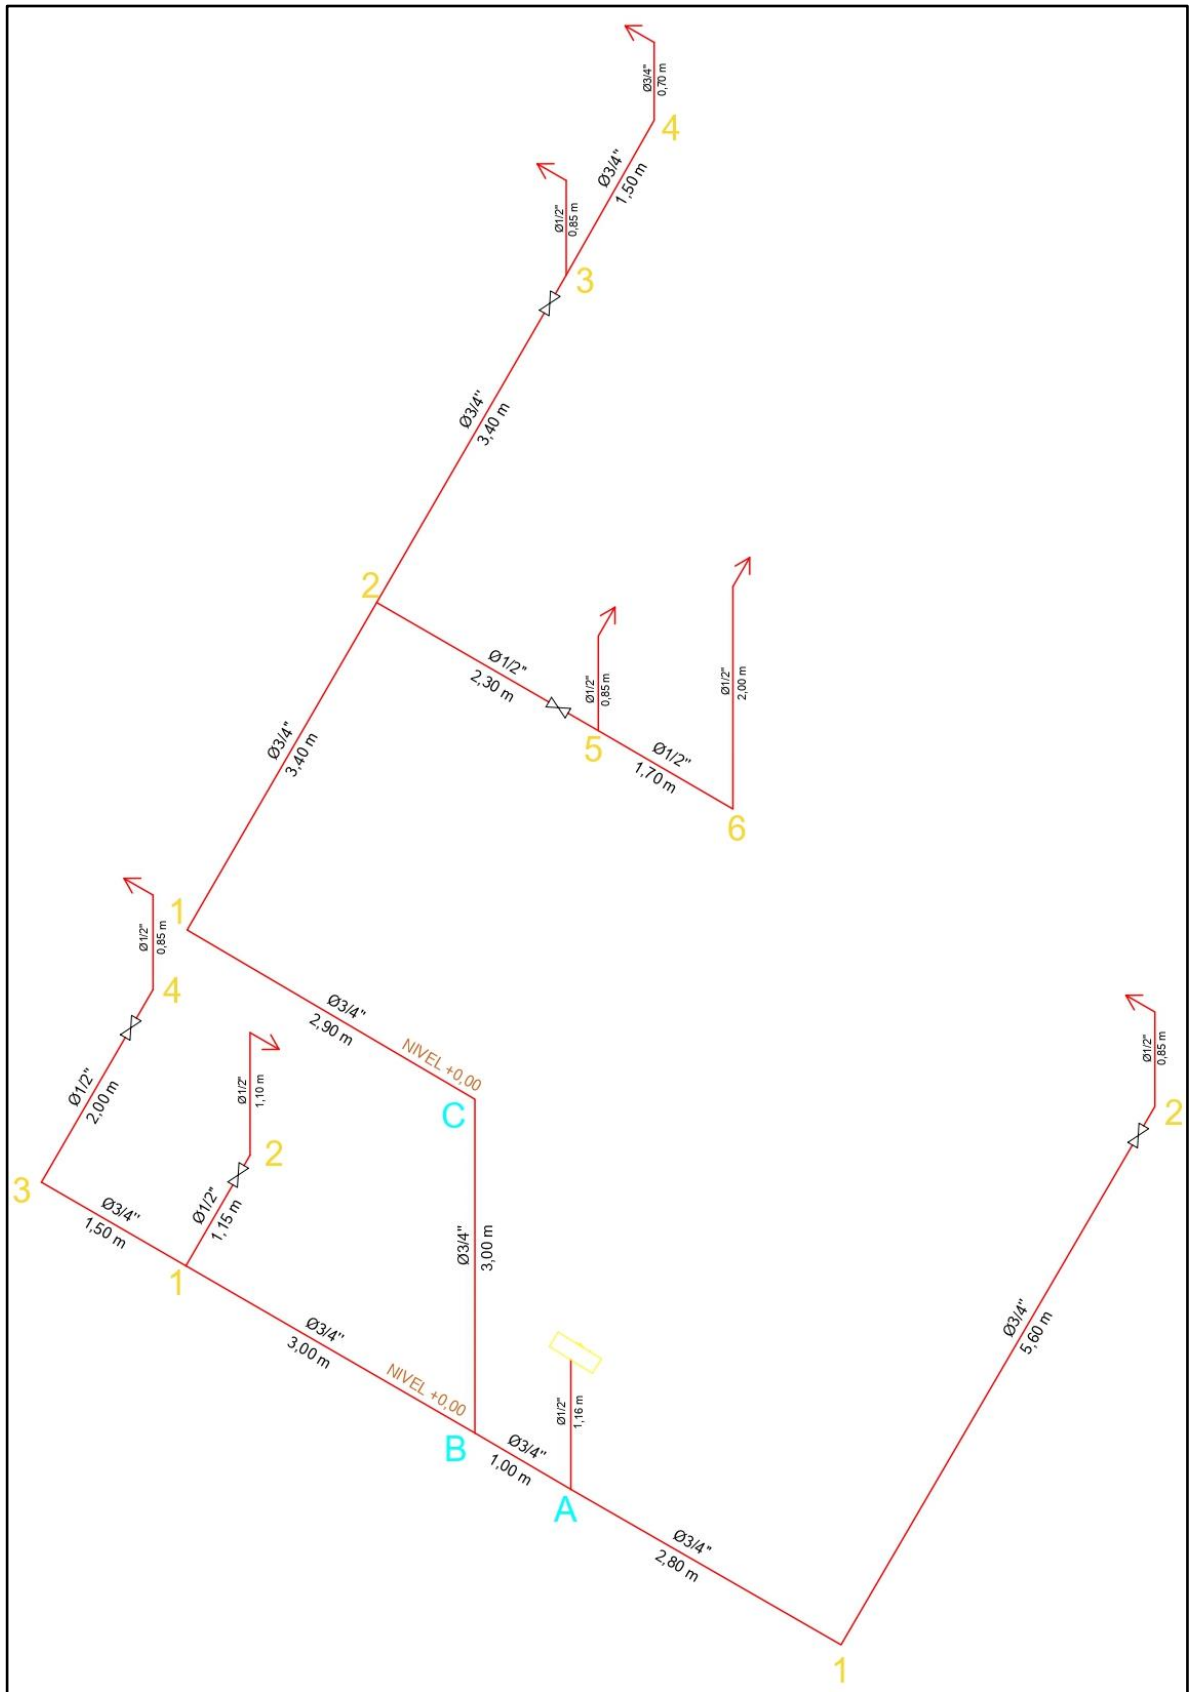 Ø3/4"
0,70 m
4
Ø3/4"
1,50 m
Ø1/2"
0,85 m
3
Ø3/4"
3,40 m
2
Ø1/2"
2,30 m
Ø1/2"
0,85 m
5
Ø1/2"
2,00 m
Ø1/2"
1,70 m
6
Ø3/4"
3,40 m
1
Ø1/2"
0,85 m
4
Ø3/4"
2,90 m
NIVEL +0,00
C
Ø1/2"
2,00 m
Ø1/2"
1,10 m
2
3
Ø3/4"
1,50 m
Ø1/2"
1,15 m
1
Ø3/4"
3,00 m
Ø3/4"
3,00 m
NIVEL +0,00
B
Ø3/4"
1,00 m
Ø1/2"
1,16 m
A
Ø3/4"
2,80 m
1
Ø3/4"
5,60 m
Ø1/2"
0,85 m
2